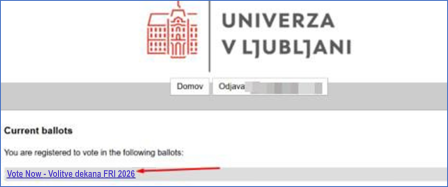 UNIVERZA
V LJUBLJANI
Domov Odjava
Current ballots
You are registered to vote in the following ballots:
Vote Now - Volitve dekana FRI 2026